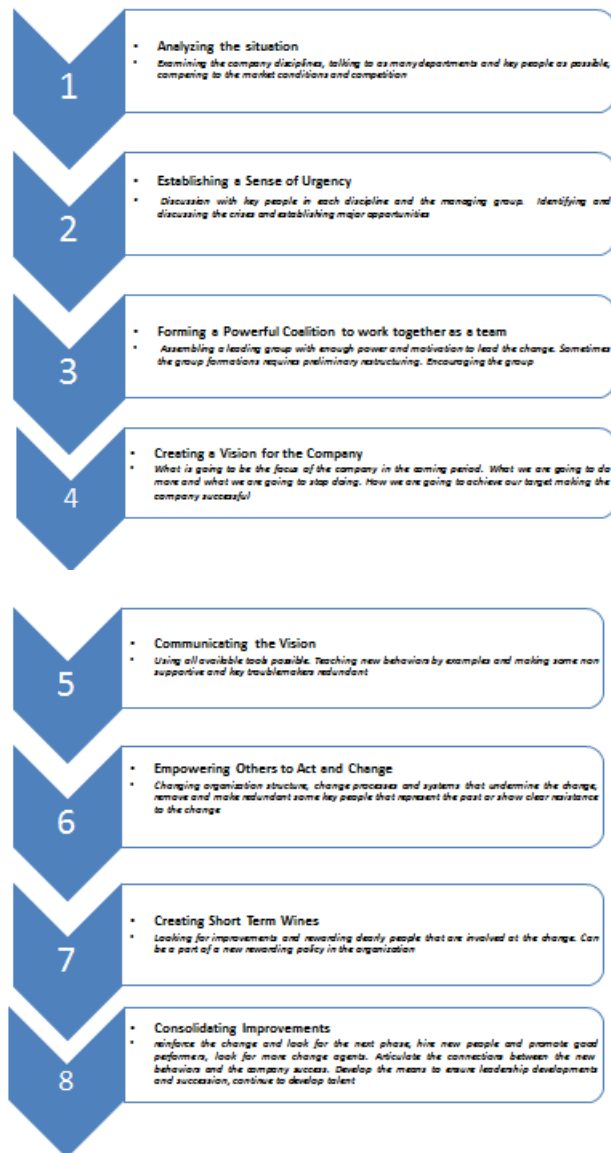 1
• Analyzing the situation
• Examining the company disciplines, talking to as many departments and key people as possible,
compering to the market conditions and competition
2
• Establishing a Sense of Urgency
• Discussion with key people in each discipline and the managing group. Identifying and
discussing the crises and establishing major opportunities
3
• Forming a Powerful Coalition to work together as a team
• Assembling a leading group with enough power and motivation to lead the change. Sometimes
the group formations requires preliminary restructuring. Encouraging the group
4
• Creating a Vision for the Company
• What is going to be the focus of the company in the coming period. What we are going to do
more and what we are going to stop doing. How we are going to achieve our target making the
company successful
5
• Communicating the Vision
• Using all available tools possible. Teaching new behaviors by examples and making some non
supportive and key troublemakers redundant
6
• Empowering Others to Act and Change
• Changing organization structure, change processes and systems that undermine the change,
remove and make redundant some key people that represent the past or show clear resistance
to the change
7
• Creating Short Term Wines
• Looking for improvements and rewarding clearly people that are involved at the change. Can
be a part of a new rewarding policy in the organization
8
• Consolidating Improvements
• reinforce the change and look for the next phase, hire new people and promote good
performers, look for more change agents. Articulate the connections between the new
behaviors and the company success. Develop the means to ensure leadership developments
and succession, continue to develop talent